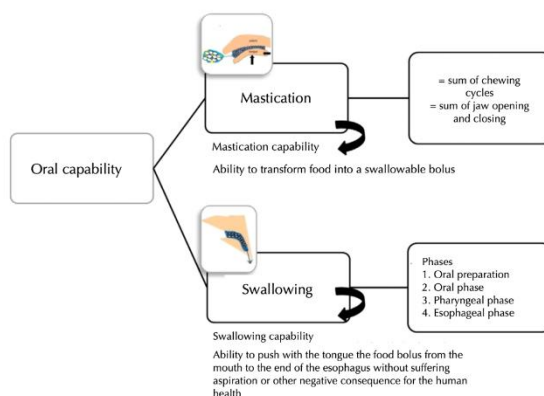 Oral capability
Mastication
= sum of chewing
cycles
= sum of jaw opening
and closing
Mastication capability
Ability to transform food into a swallowable bolus
Swallowing
Phases
1. Oral preparation
2. Oral phase
3. Pharyngeal phase
4. Esophageal phase
Swallowing capability
Ability to push with the tongue the food bolus from the
mouth to the end of the esophagus without suffering
aspiration or other negative consequence for the human
health